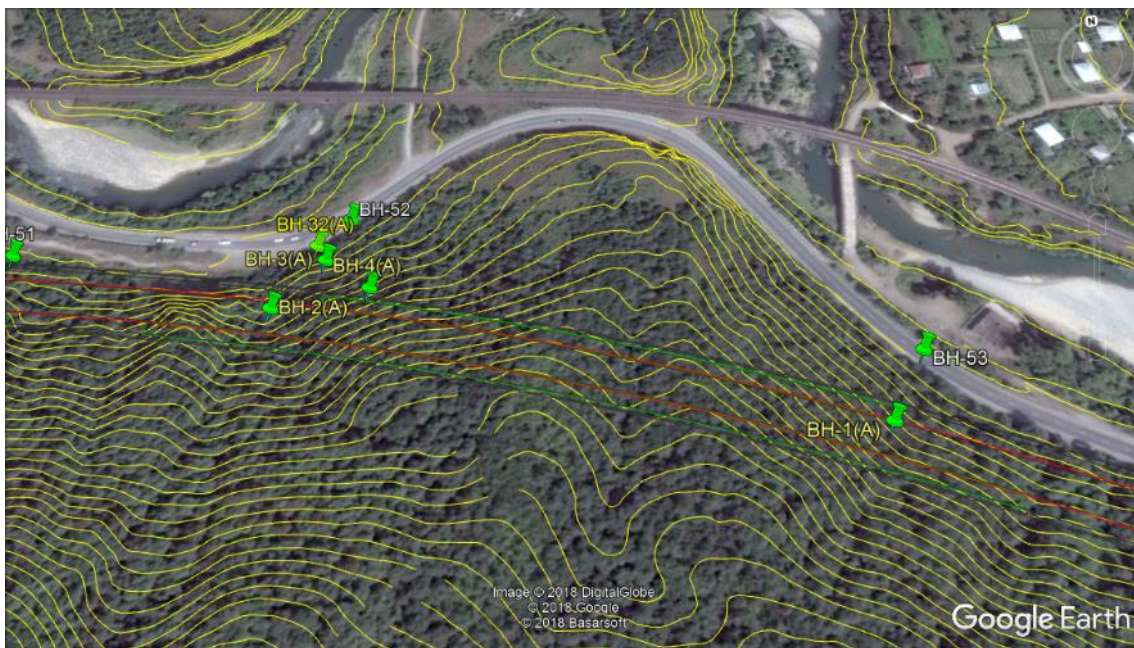 N
BH-52
BH-32(A)
H-51
BH-3(A)
BH-4(A)
BH-2(A)
BH-53
BH-1(A)
Image © 2018 DigitalGlobe
© 2018 Google
© 2018 Basarsoft
Google Earth